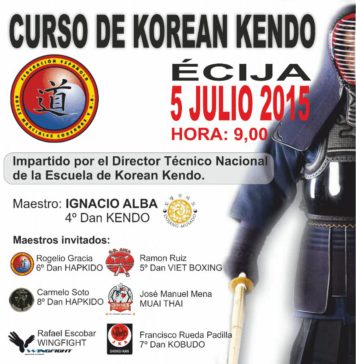 CURSO DE KOREAN KENDO
ÉCIJA
5 JULIO 2015
HORA: 9,00
道
Impartido por el Director Técnico Nacional
de la Escuela de Korean Kendo.
Maestro: IGNACIO ALBA
4º Dan KENDO
Maestros invitados:
Rogelio Gracia
6º Dan HAPKIDO
Ramon Ruiz
5º Dan VIET BOXING
Carmelo Soto
8º Dan HAPKIDO
José Manuel Mena
MUAI THAI
Rafael Escobar
WINGFIGHT
WINGFIGHT
Francisco Rueda Padilla
7º Dan KOBUDO